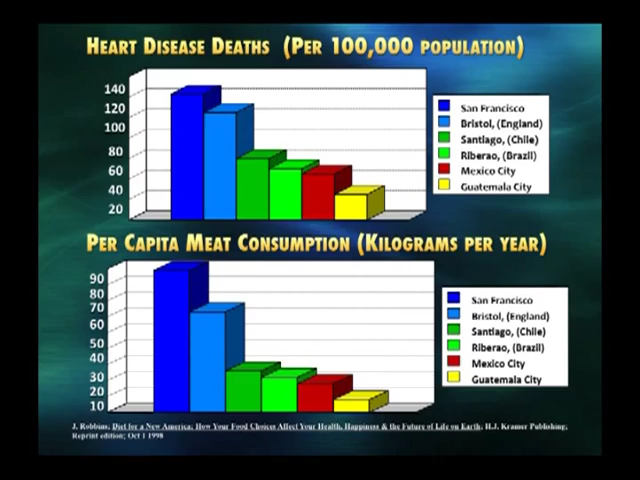 HEART DISEASE DEATHS (PER 100,000 POPULATION)
140
120
100
80
60
40
20
San Francisco
Bristol, (England)
Santiago, (Chile)
Riberao, (Brazil)
Mexico City
Guatemala City
PER CAPITA MEAT CONSUMPTION (KILOGRAMS PER YEAR)
90
80
70
60
50
40
30
20
10
San Francisco
Bristol, (England)
Santiago, (Chile)
Riberao, (Brazil)
Mexico City
Guatemala City
J. Robbins, Diet for a New America: How Your Food Choices Affect Your Health, Happiness & the Future of Life on Earth, H.J. Kramer Publishing;
Reprint edition; Oct 1 1998